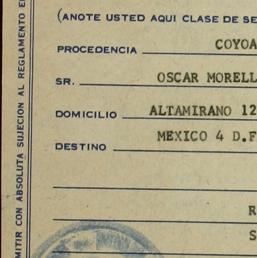 (ANOTE USTED AQUI CLASE DE SE
PROCEDENCIA COYOA
SR. OSCAR MORELL
DOMICILIO ALTAMIRANO 12
DESTINO MEXICO 4 D.F
R
S
MITIR CON ABSOLUTA SUJECION AL REGLAMENTO E